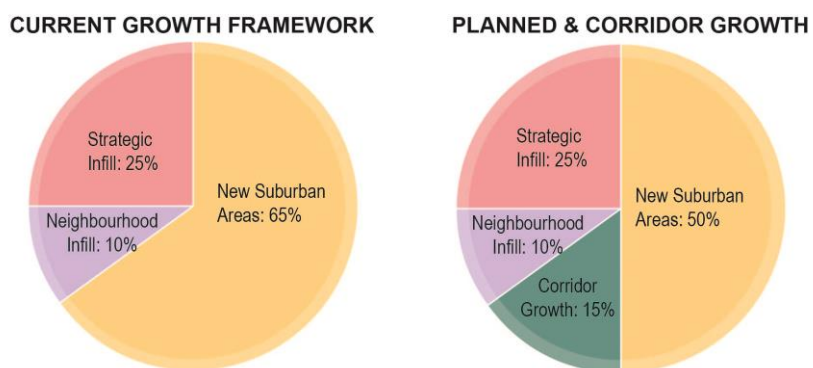 CURRENT GROWTH FRAMEWORK
Strategic
Infill: 25%
New Suburban
Areas: 65%
Neighbourhood
Infill: 10%
PLANNED & CORRIDOR GROWTH
Strategic
Infill: 25%
New Suburban
Areas: 50%
Neighbourhood
Infill: 10%
Corridor
Growth: 15%